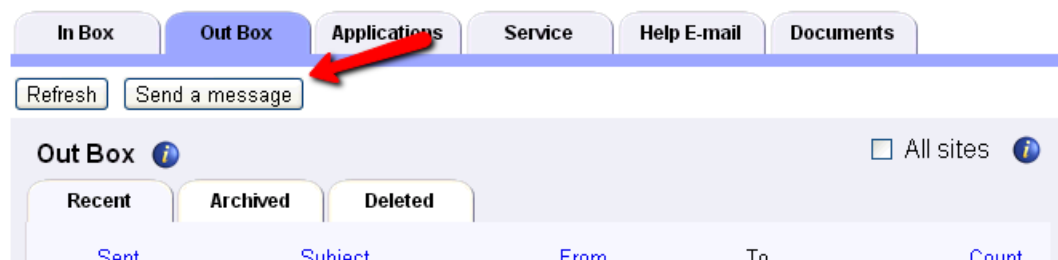 In Box Out Box Applications Service Help E-mail Documents
Refresh Send a message
Out Box All sites
Recent Archived Deleted
Sent Subject From To Count